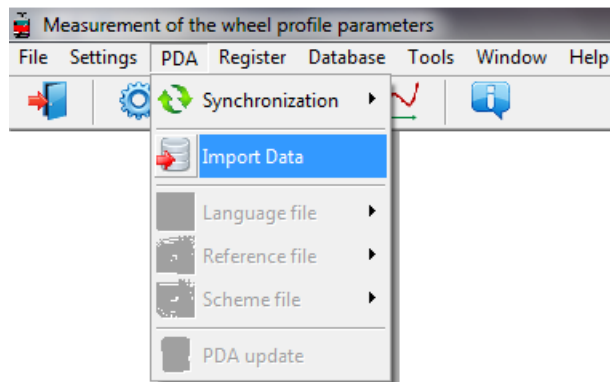 Measurement of the wheel profile parameters
File Settings PDA Register Database Tools Window Help
Synchronization
Import Data
Language file
Reference file
Scheme file
PDA update